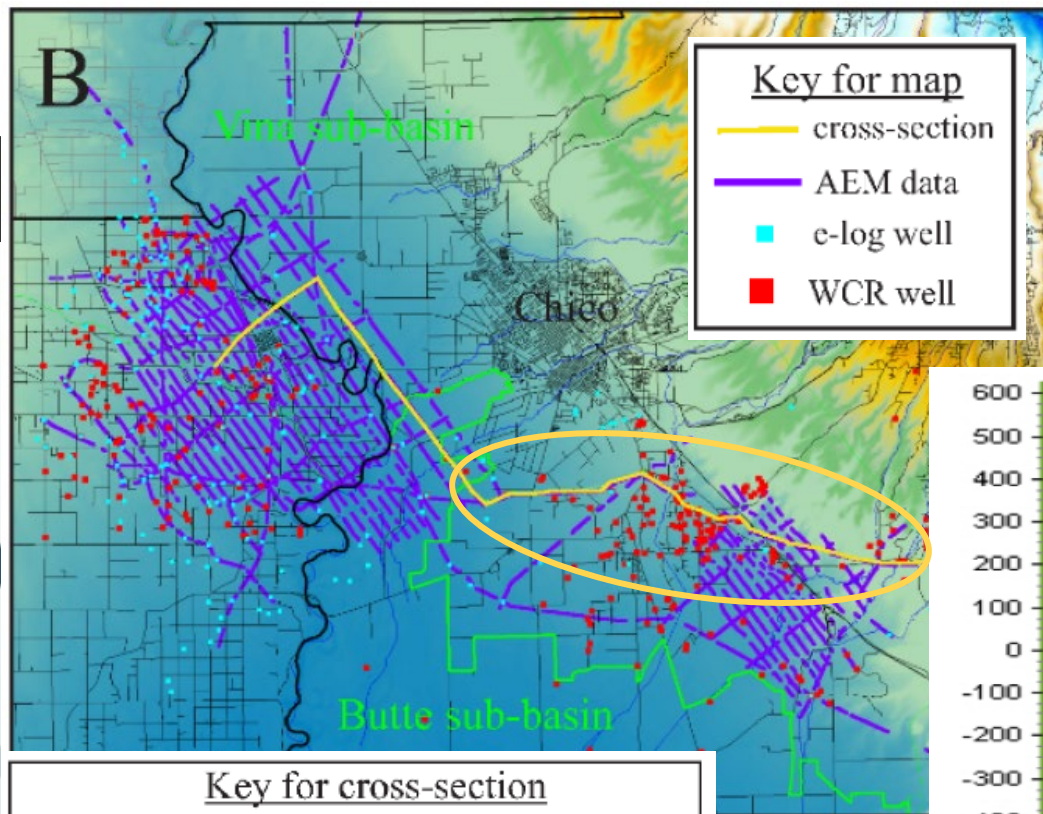 B
Vina sub-basin
Key for map
cross-section
AEM data
e-log well
WCR well
Chico
600
500
400
300
200
100
0
-100
-200
-300
Butte sub-basin
Key for cross-section